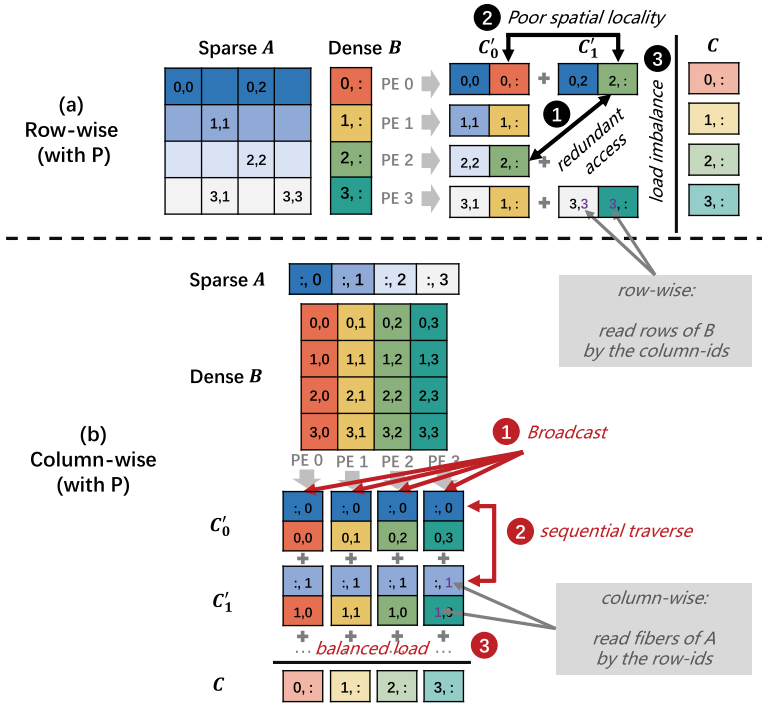 2 Poor spatial locality
Sparse A Dense B C′0 C′1 3 C
0,0 0,2 0, : PE 0 0,0 0, : + 0,2 2, : 0, :
(a)
Row-wise
(with P)
1
1,1 1, : PE 1 1,1 1, : 1, :
2,2 2, : PE 2 2,2 2, : + 2, :
redundant
access
load imbalance
3,1 3,3 3, : PE 3 3,1 1, : + 3,3 3, : 3, :
row-wise:
read rows of B
by the column-ids
Sparse A :, 0 :, 1 :, 2 :, 3
0,0 0,1 0,2 0,3
1,0 1,1 1,2 1,3
Dense B
2,0 2,1 2,2 2,3
3,0 3,1 3,2 3,3
(b)
Column-wise
(with P)
1 Broadcast
PE 0 PE 1 PE 2 PE 3
:, 0 :, 0 :, 0 :, 0
C′0
0,0 0,1 0,2 0,3
2 sequential traverse
+ + + +
:, 1 :, 1 :, 1 :, 1
C′1
1,0 1,1 1,0
column-wise:
read fibers of A
by the row-ids
+ + + +
... balanced load ... 3
C 0, : 1, : 2, : 3, :